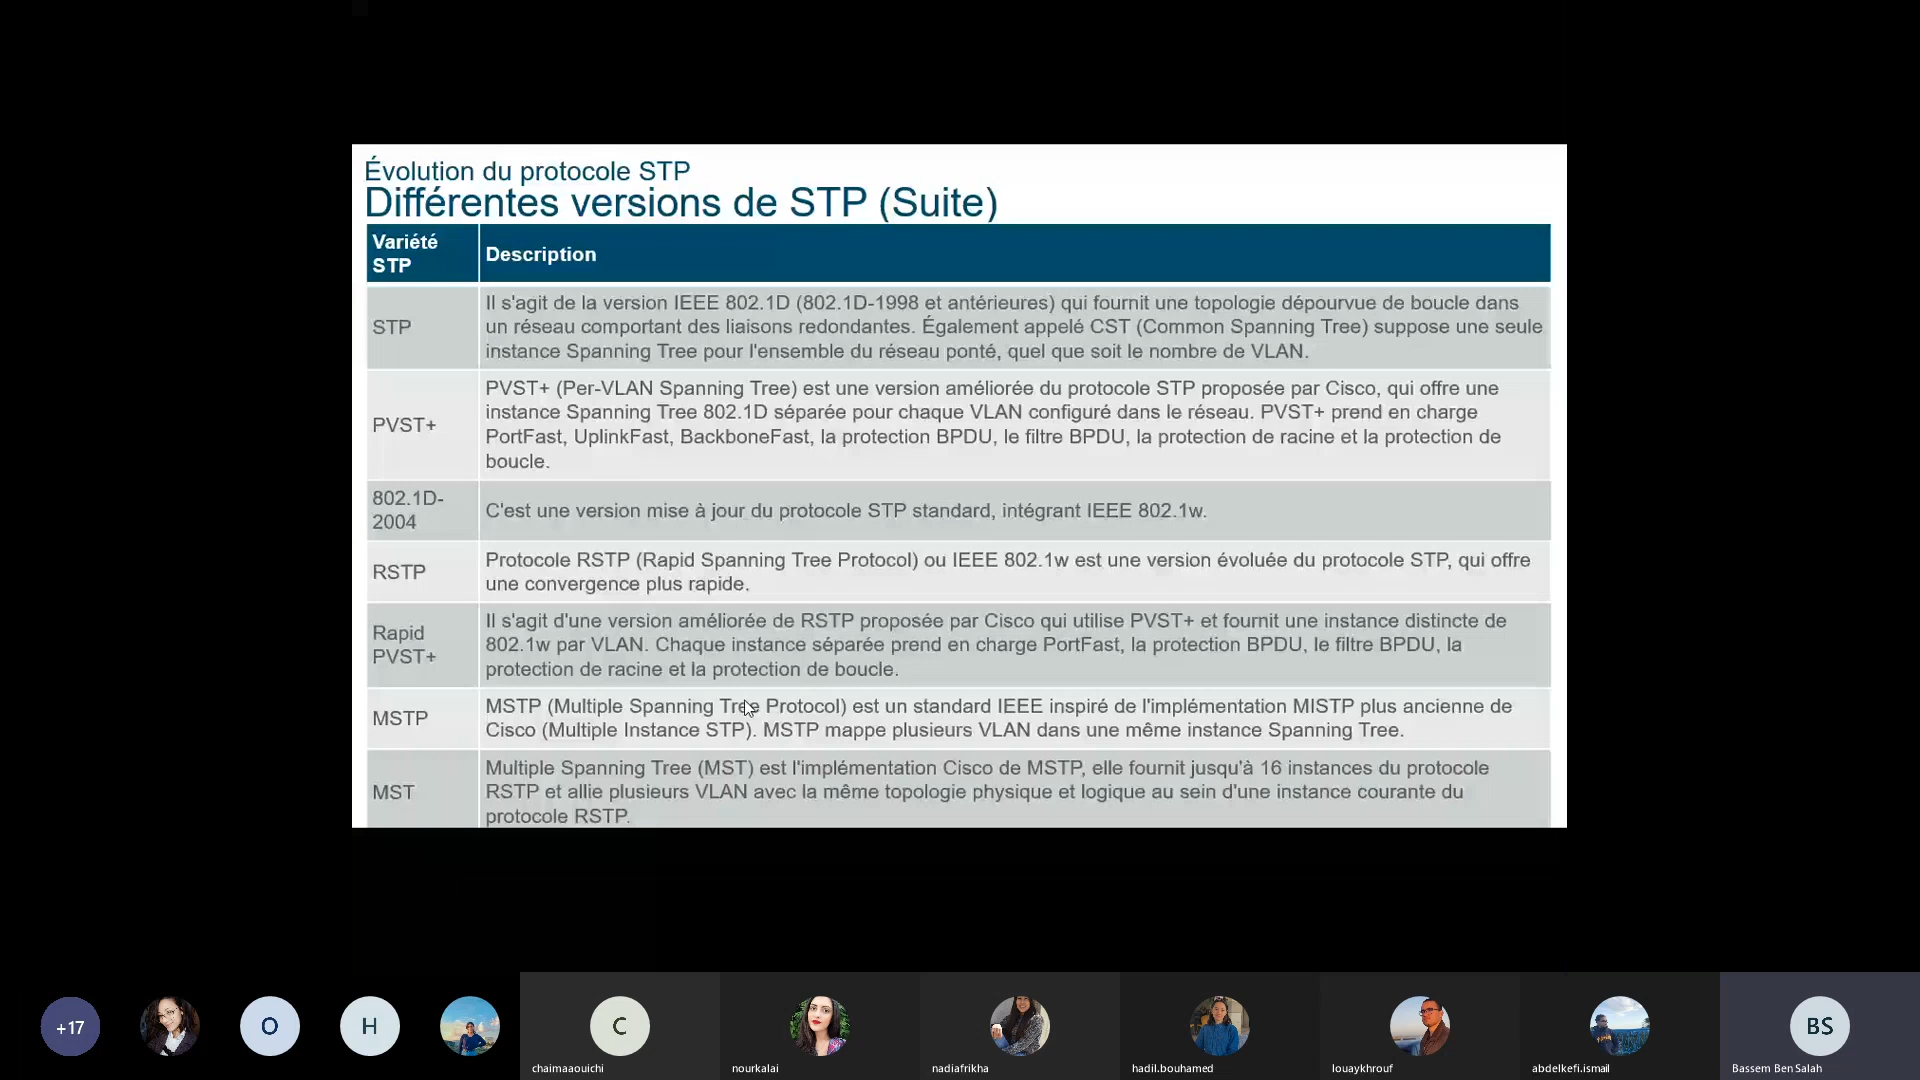 Évolution du protocole STP
Différentes versions de STP (Suite)
Variété
STP
Description
STP
Il s'agit de la version IEEE 802.1D (802.1D-1998 et antérieures) qui fournit une topologie dépourvue de boucle dans
un réseau comportant des liaisons redondantes. Également appelé CST (Common Spanning Tree) suppose une seule
instance Spanning Tree pour l'ensemble du réseau ponté, quel que soit le nombre de VLAN.
PVST+
PVST+ (Per-VLAN Spanning Tree) est une version améliorée du protocole STP proposée par Cisco, qui offre une
instance Spanning Tree 802.1D séparée pour chaque VLAN configuré dans le réseau. PVST+ prend en charge
PortFast, UplinkFast, BackboneFast, la protection BPDU, le filtre BPDU, la protection de racine et la protection de
boucle.
802.1D-
2004
C'est une version mise à jour du protocole STP standard, intégrant IEEE 802.1w.
RSTP
Protocole RSTP (Rapid Spanning Tree Protocol) ou IEEE 802.1w est une version évoluée du protocole STP, qui offre
une convergence plus rapide.
Rapid
PVST+
Il s'agit d'une version améliorée de RSTP proposée par Cisco qui utilise PVST+ et fournit une instance distincte de
802.1w par VLAN. Chaque instance séparée prend en charge PortFast, la protection BPDU, le filtre BPDU, la
protection de racine et la protection de boucle.
MSTP
MSTP (Multiple Spanning Tree Protocol) est un standard IEEE inspiré de l'implémentation MISTP plus ancienne de
Cisco (Multiple Instance STP). MSTP mappe plusieurs VLAN dans une même instance Spanning Tree.
MST
Multiple Spanning Tree (MST) est l'implémentation Cisco de MSTP, elle fournit jusqu'à 16 instances du protocole
RSTP et allie plusieurs VLAN avec la même topologie physique et logique au sein d'une instance courante du
protocole RSTP.
+17
O
H
C
BS
chaimaaouichi
nourkalai
nadiafrikha
hadil.bouhamed
louaykhrouf
abdelkefi.ismail
Bassem Ben Salah